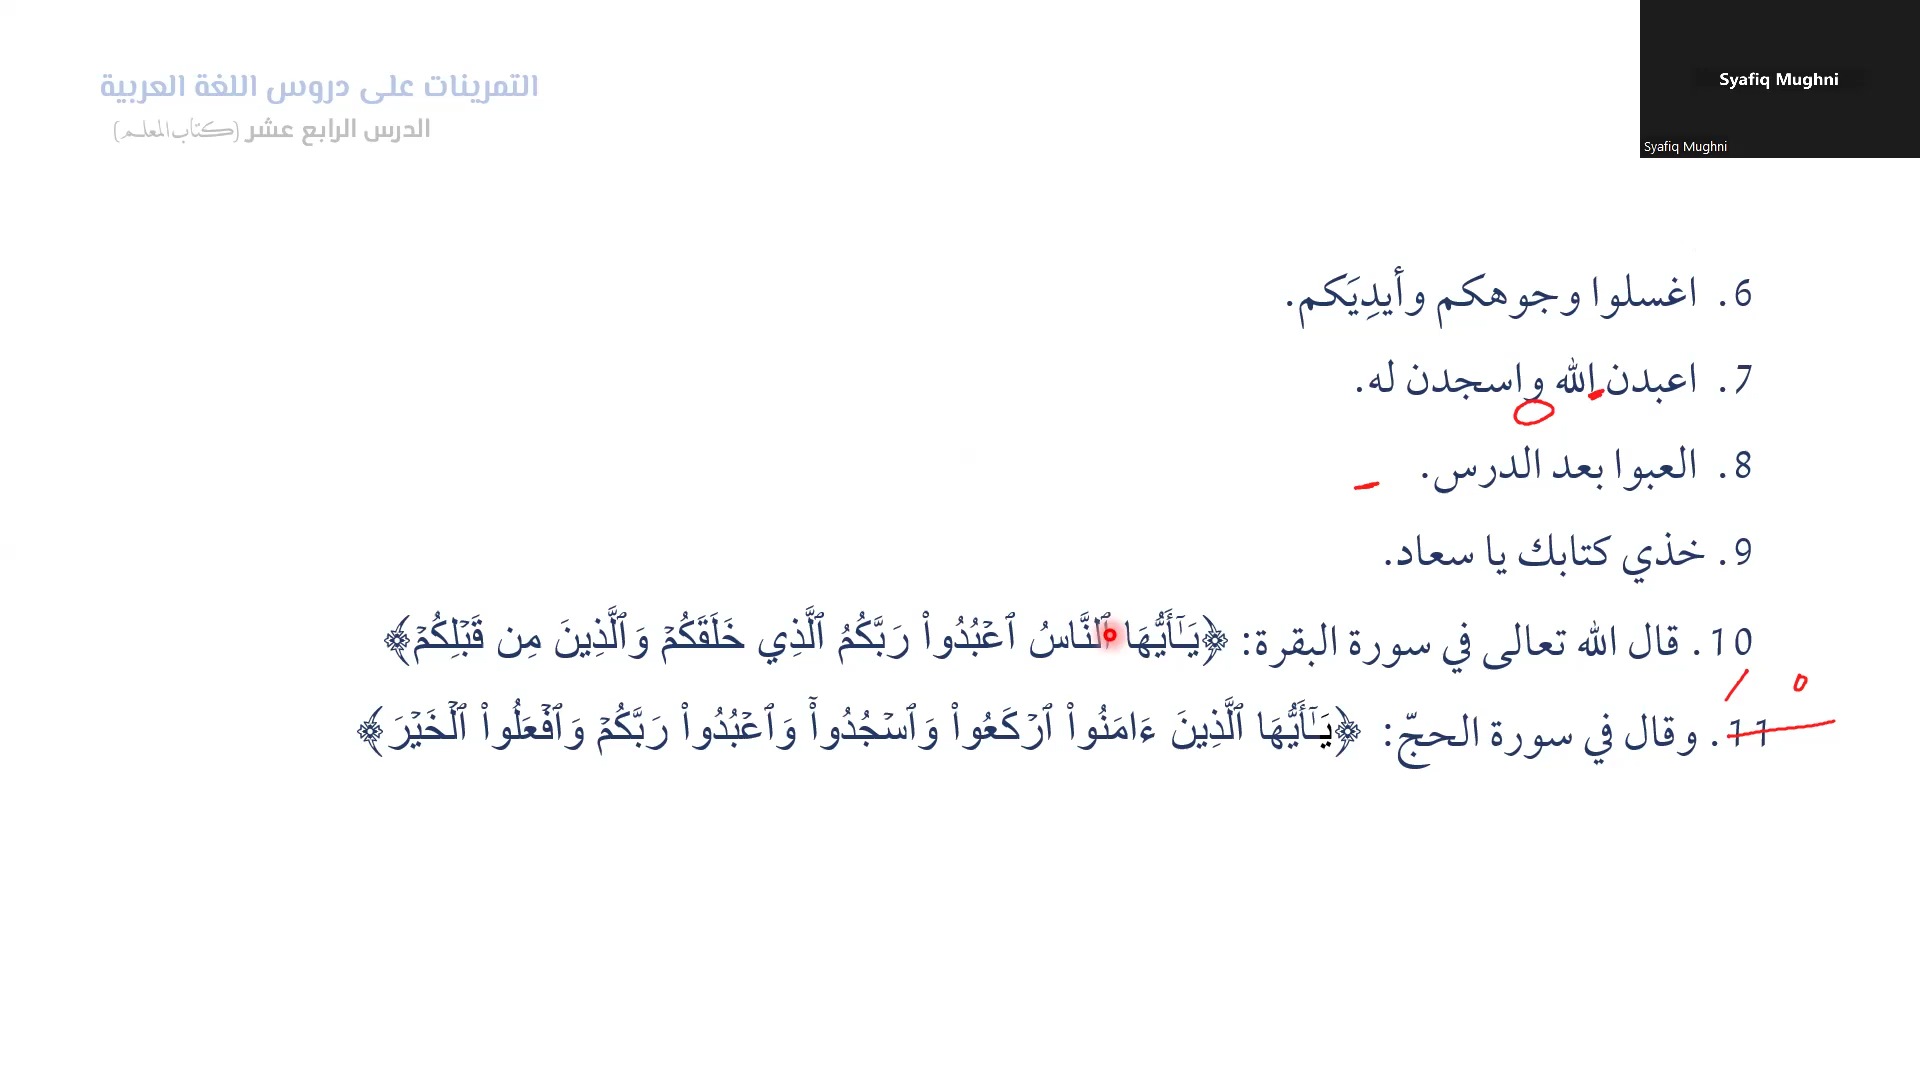 التمرينات على دروس اللغة العربية
الدرس الرابع عشر (كتاب المعلم)
Syafiq Mughni
Syafiq Mughni
6. اغسلوا وجوهكم وأيدِيَكم.
7. اعبدن الله واسجدن له.
8. العبوا بعد الدرس.
9. خذي كتابك يا سعاد.
10. قال الله تعالى في سورة البقرة: ﴿يَـٰٓأَيُّهَا ٱلنَّاسُ ٱعۡبُدُواْ رَبَّكُمُ ٱلَّذِي خَلَقَكُمۡ وَٱلَّذِينَ مِن قَبۡلِكُمۡ﴾
11. وقال في سورة الحجّ: ﴿يَـٰٓأَيُّهَا ٱلَّذِينَ ءَامَنُواْ ٱرۡكَعُواْ وَٱسۡجُدُواْۤ وَٱعۡبُدُواْ رَبَّكُمۡ وَٱفۡعَلُواْ ٱلۡخَيۡرَ﴾